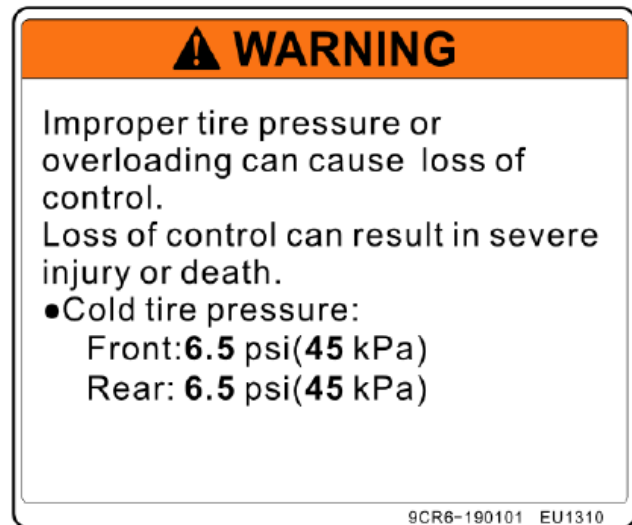 WARNING
Improper tire pressure or
overloading can cause loss of
control.
Loss of control can result in severe
injury or death.
●Cold tire pressure:
Front:6.5 psi(45 kPa)
Rear: 6.5 psi(45 kPa)
9CR6-190101 EU1310